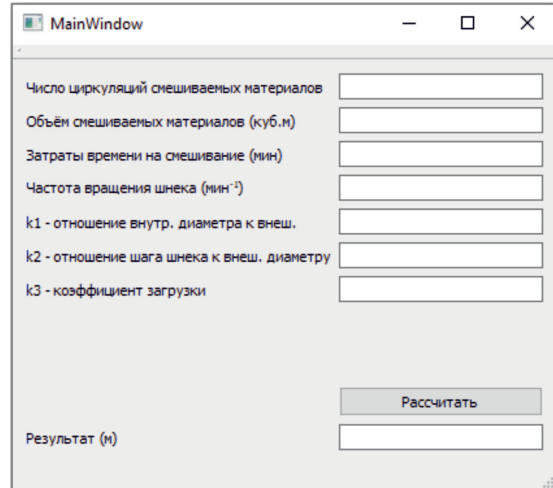 MainWindow
Число циркуляций смешиваемых материалов
Объём смешиваемых материалов (куб.м)
Затраты времени на смешивание (мин)
Частота вращения шнека (мин⁻¹)
k1 - отношение внутр. диаметра к внеш.
k2 - отношение шага шнека к внеш. диаметру
k3 - коэффициент загрузки
Рассчитать
Результат (м)